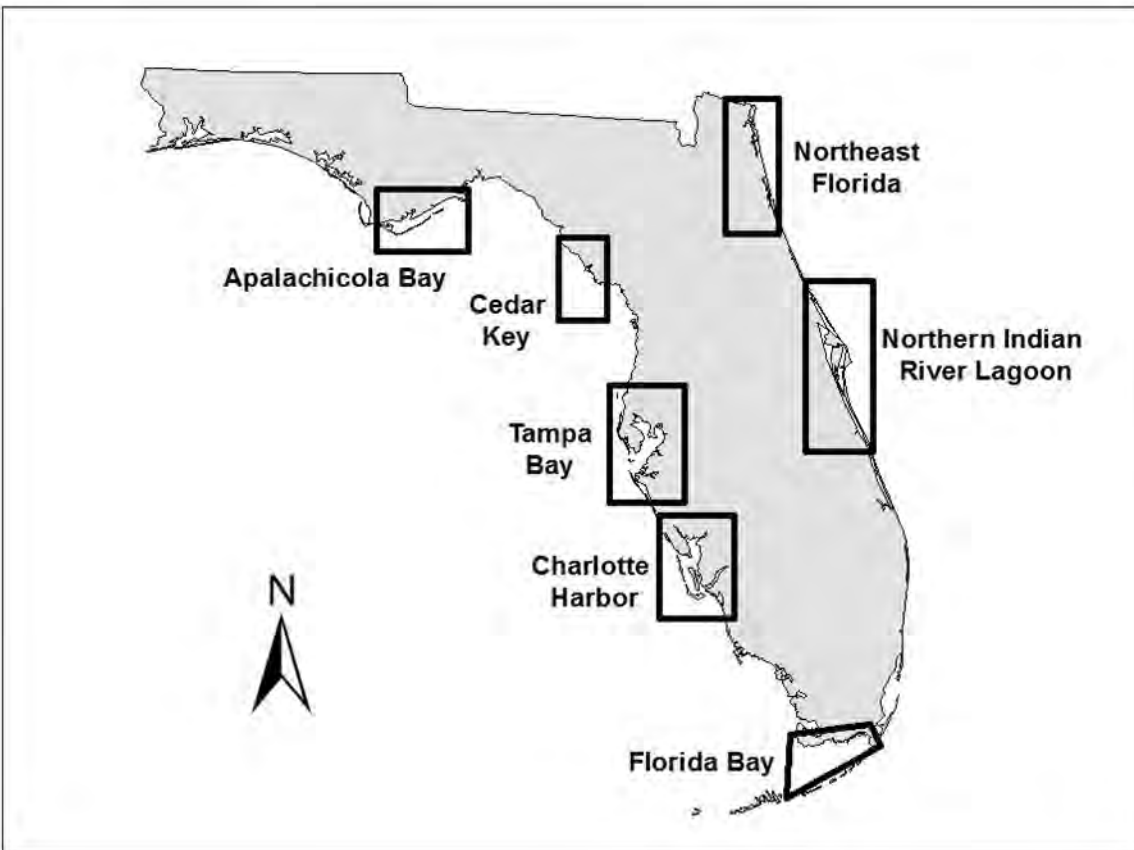 Northeast
Florida
Apalachicola Bay
Cedar
Key
Northern Indian
River Lagoon
Tampa
Bay
Charlotte
Harbor
N
Florida Bay